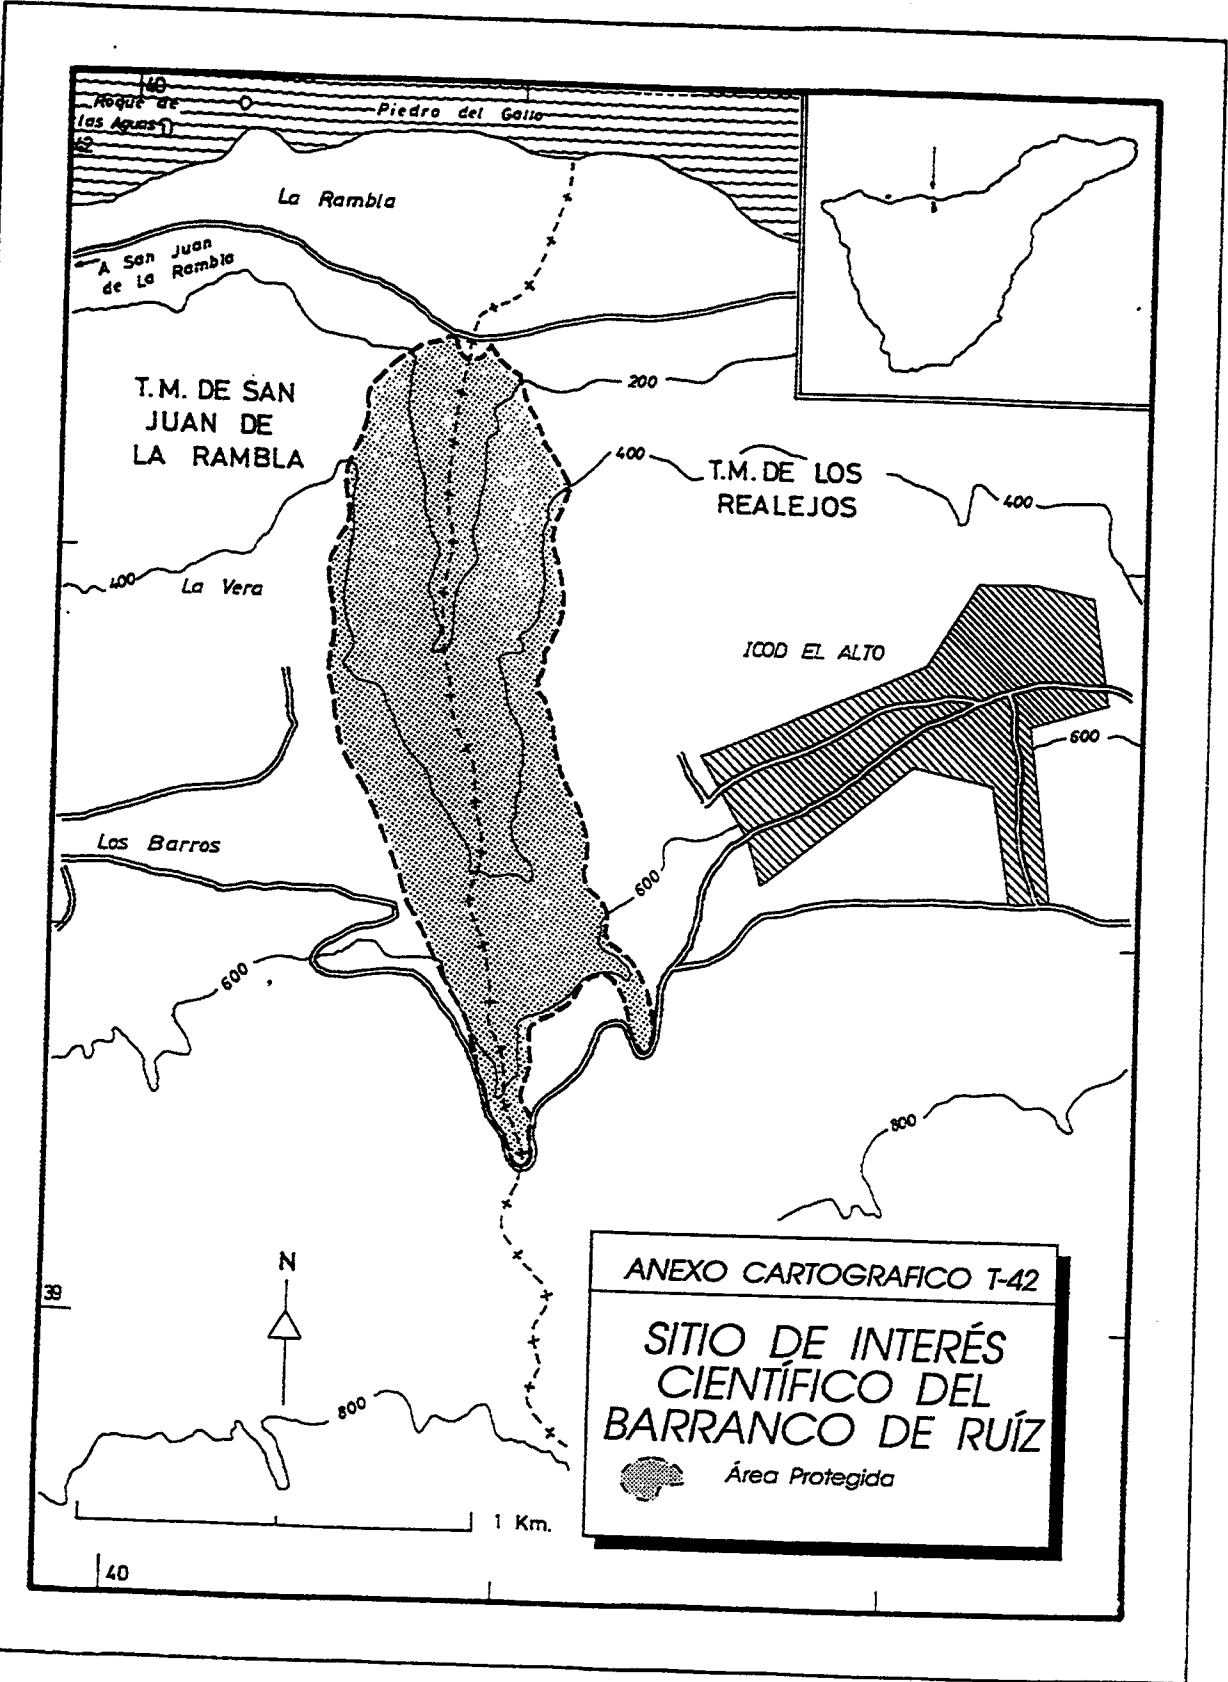 40
Roque de
las Aguas
42
Piedro del Gallo
La Rambla
A San Juan
de La Rambla
T.M. DE SAN
JUAN DE
LA RAMBLA
200
400
T.M. DE LOS
REALEJOS
400
400
La Vera
ICOD EL ALTO
600
Los Barros
600
600
800
39
N
800
1 Km.
40
ANEXO CARTOGRAFICO T-42
SITIO DE INTERÉS
CIENTÍFICO DEL
BARRANCO DE RUÍZ
Área Protegida